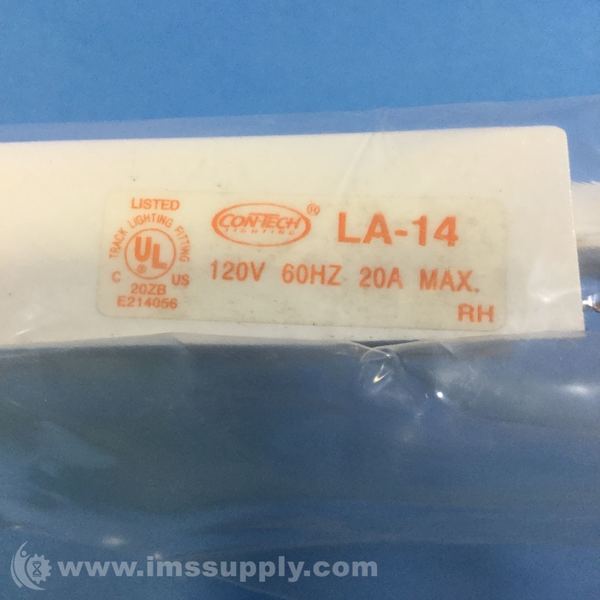 LISTED
TRACK LIGHTING FITTING
UL ®
C US
20ZB
E214056
CON-TECH ®
LIGHTING
LA-14
120V 60HZ 20A MAX.
RH
www.imssupply.com